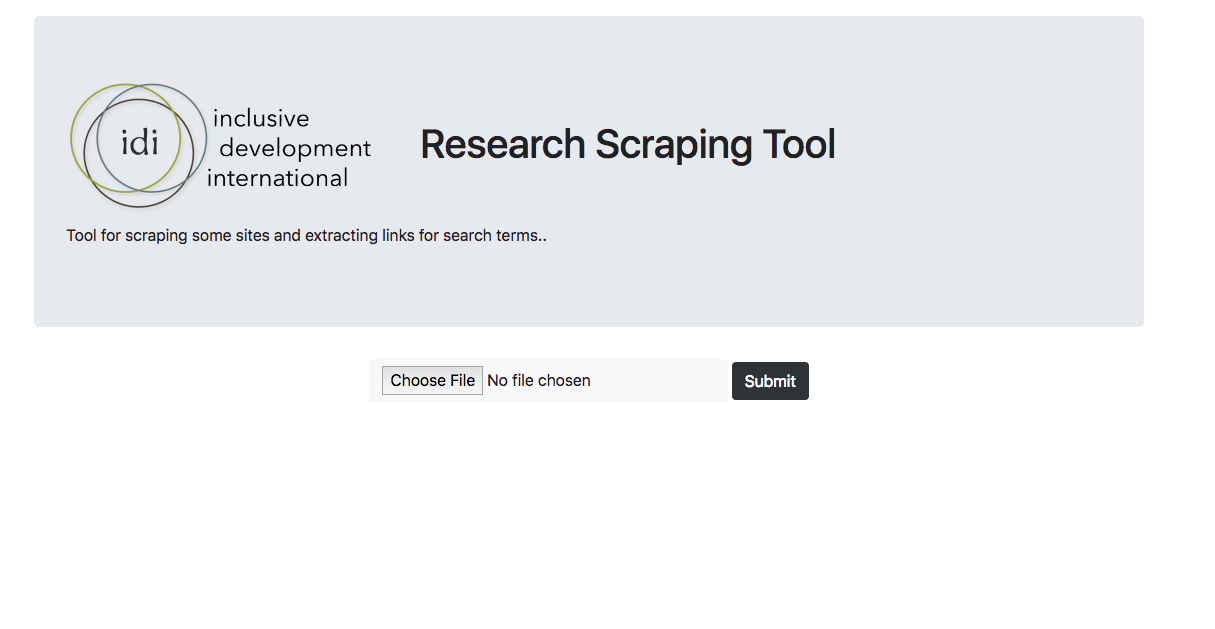 idi
inclusive
development
international
Research Scraping Tool
Tool for scraping some sites and extracting links for search terms..
Choose File No file chosen
Submit